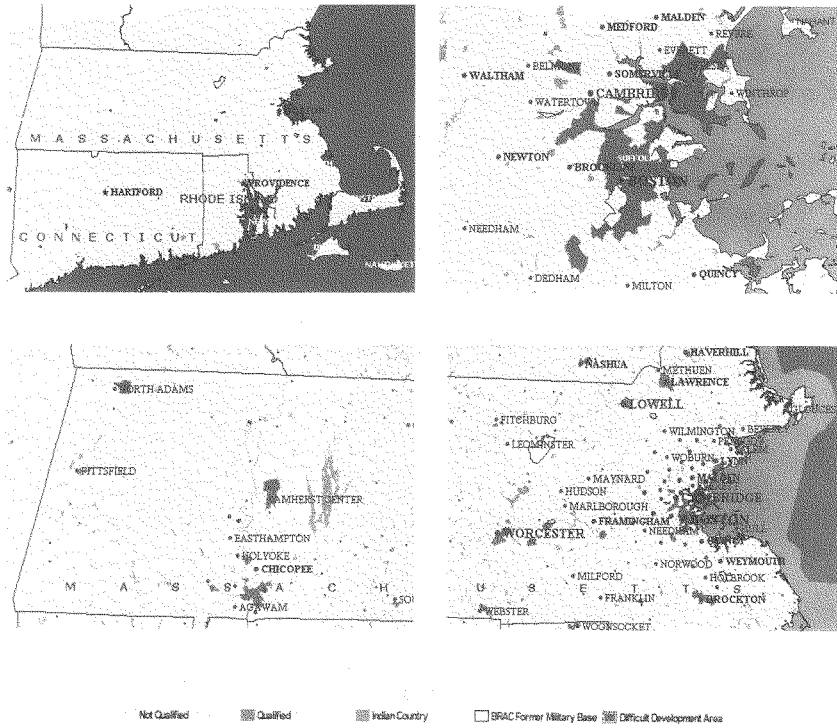 MASSACHUSETTS
PROVIDENCE
HARTFORD
RHODE
CONNECTICUT
MALDEN
MEDFORD
NAHANT
REVERE
EVERETT
BELMONT
WALTHAM
SOMERVILLE
CAMBRIDGE
WINTHROP
WATERTOWN
NEWTON
SUFFOLK
BOSTON
NEEDHAM
DEDHAM
QUINCY
MILTON
NORTH ADAMS
PITTSFIELD
AMHERST CENTER
EASTHAMPTON
HOLYOKE
CHICOPEE
M A S S A C H
AGAWAM
HAVERHILL
NASHUA
METHUEN
LAWRENCE
LOWELL
FITCHBURG
WILMINGTON
LEOMINSTER
WOBURN
LYNN
MAYNARD
MALDEN
HUDSON
MARLBOROUGH
FRAMINGHAM
WORCESTER
NEEDHAM
NORWOOD
WEYMOUTH
MILFORD
HOLBROOK
U S E T T S
FRANKLIN
BROCKTON
WEBSTER
WOONSOCKET
Not Qualified Qualified Indian Country BRAC Former Military Base Difficult Development Area